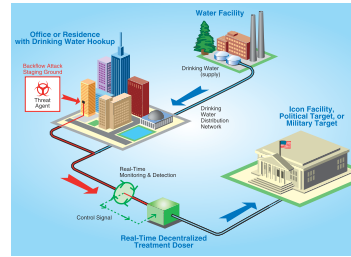 Water Facility
Office or Residence
with Drinking Water Hookup
Backflow Attack
Staging Ground
Threat
Agent
Drinking Water
(supply)
Drinking
Water
Distribution
Network
Icon Facility,
Political Target, or
Military Target
Real-Time
Monitoring & Detection
Control Signal
Real-Time Decentralized
Treatment Doser